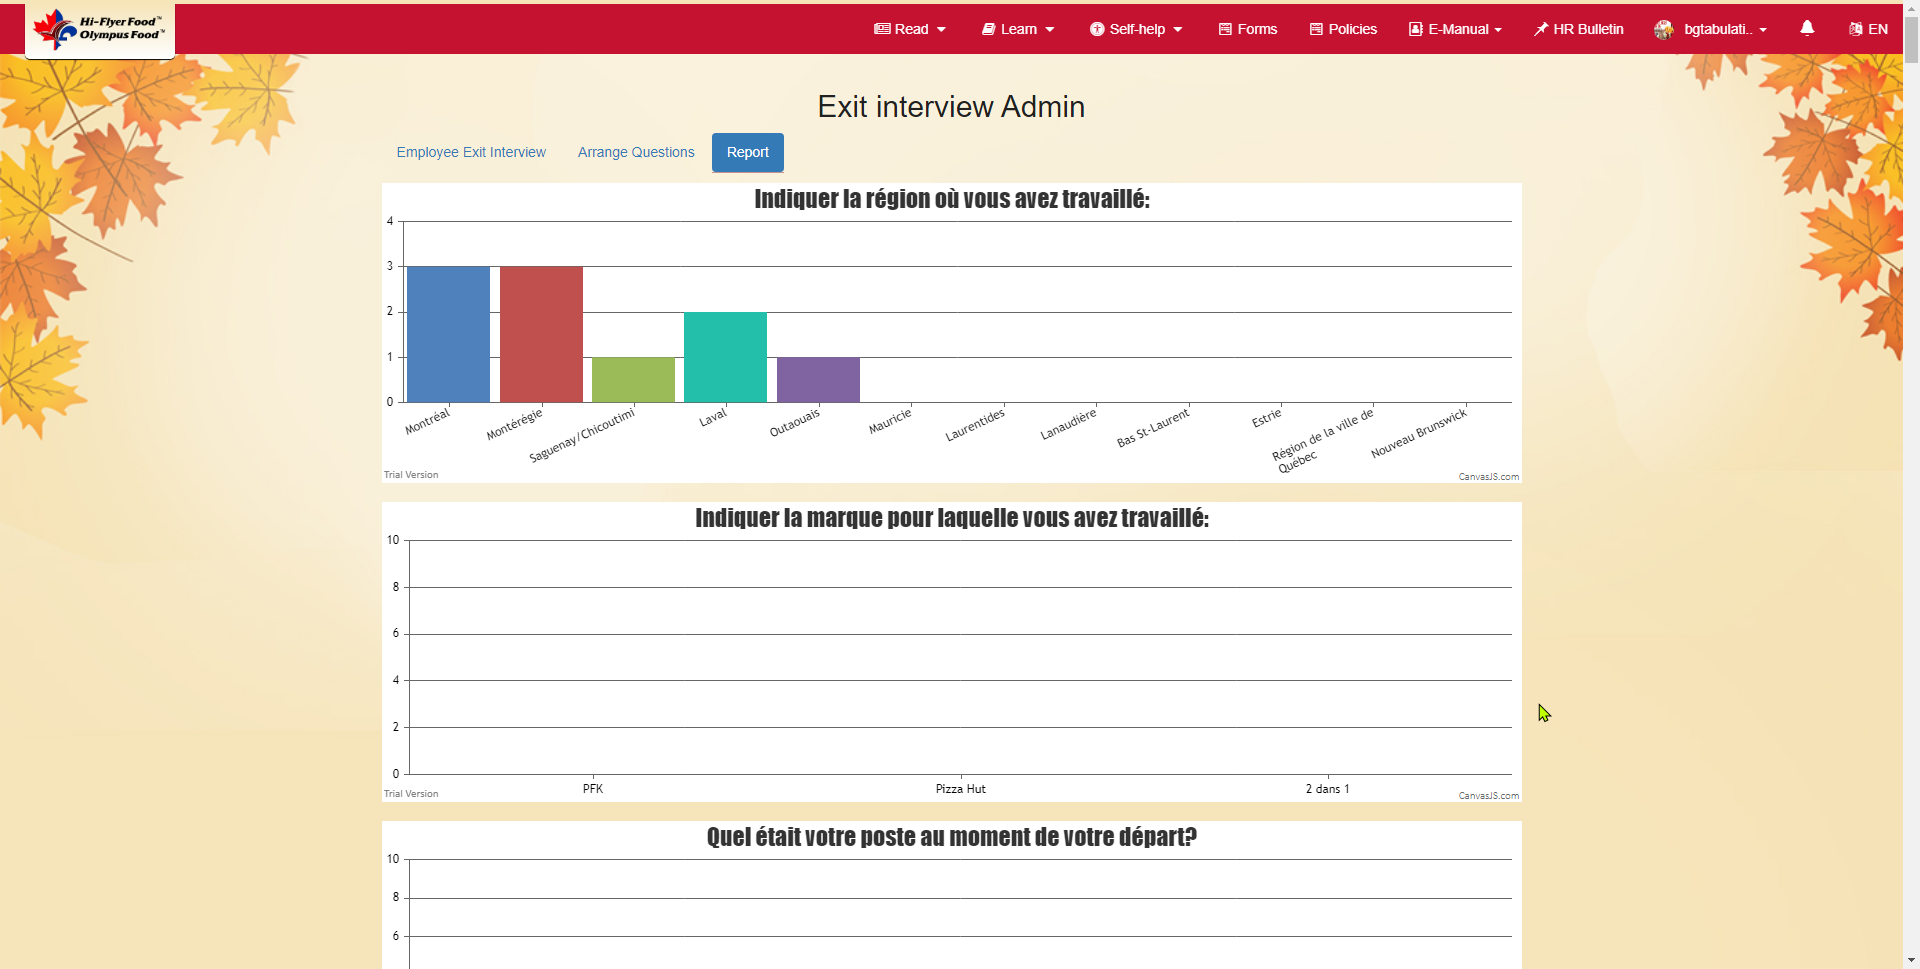 Hi-Flyer Food™
Olympus Food™
Read
Learn
Self-help
Forms
Policies
E-Manual
HR Bulletin
bgtabulati..
EN
Exit interview Admin
Employee Exit Interview
Arrange Questions
Report
Indiquer la région où vous avez travaillé:
4
3
2
1
0
Montréal
Montérégie
Saguenay/Chicoutimi
Laval
Outaouais
Mauricie
Laurentides
Lanaudière
Bas St-Laurent
Estrie
Région de la ville de
Québec
Nouveau Brunswick
Trial Version
CanvasJS.com
Indiquer la marque pour laquelle vous avez travaillé:
10
8
6
4
2
0
PFK
Pizza Hut
2 dans 1
Trial Version
CanvasJS.com
Quel était votre poste au moment de votre départ?
10
8
6